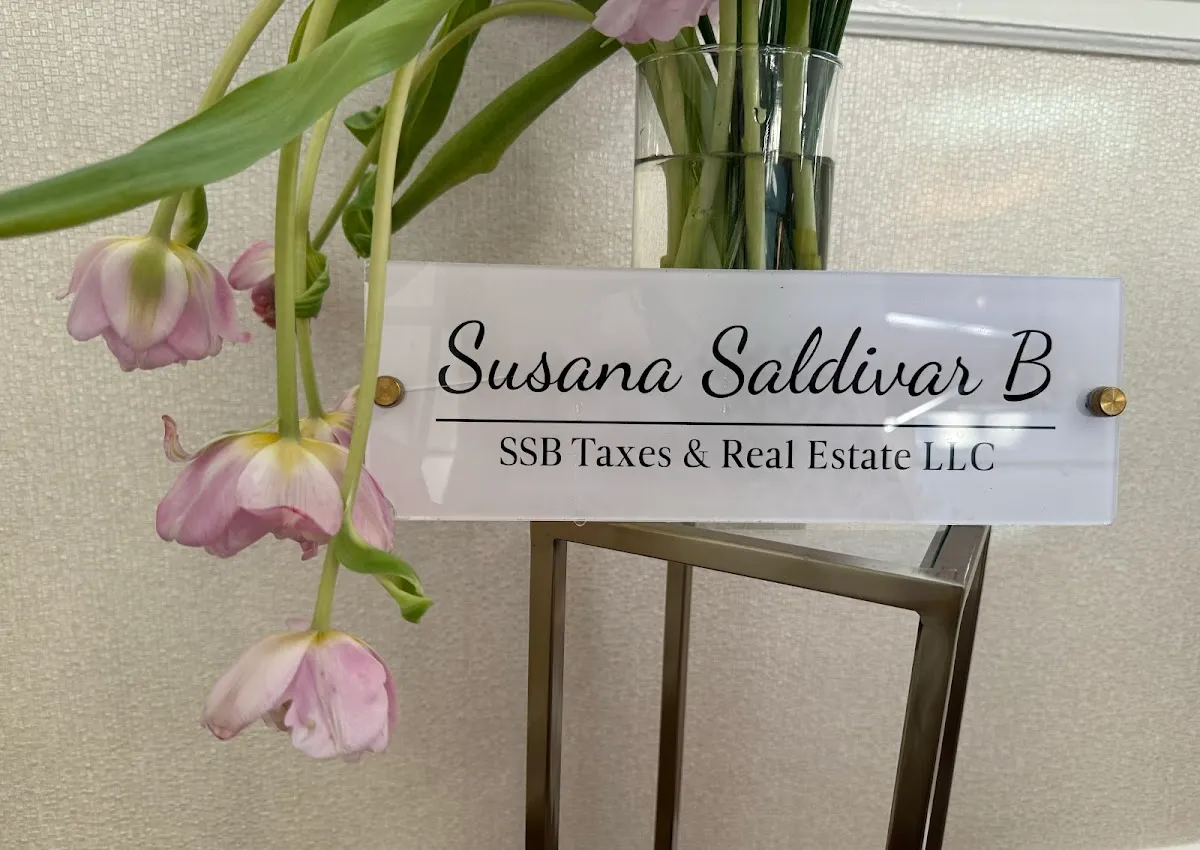 Susana Saldivar B
SSB Taxes & Real Estate LLC